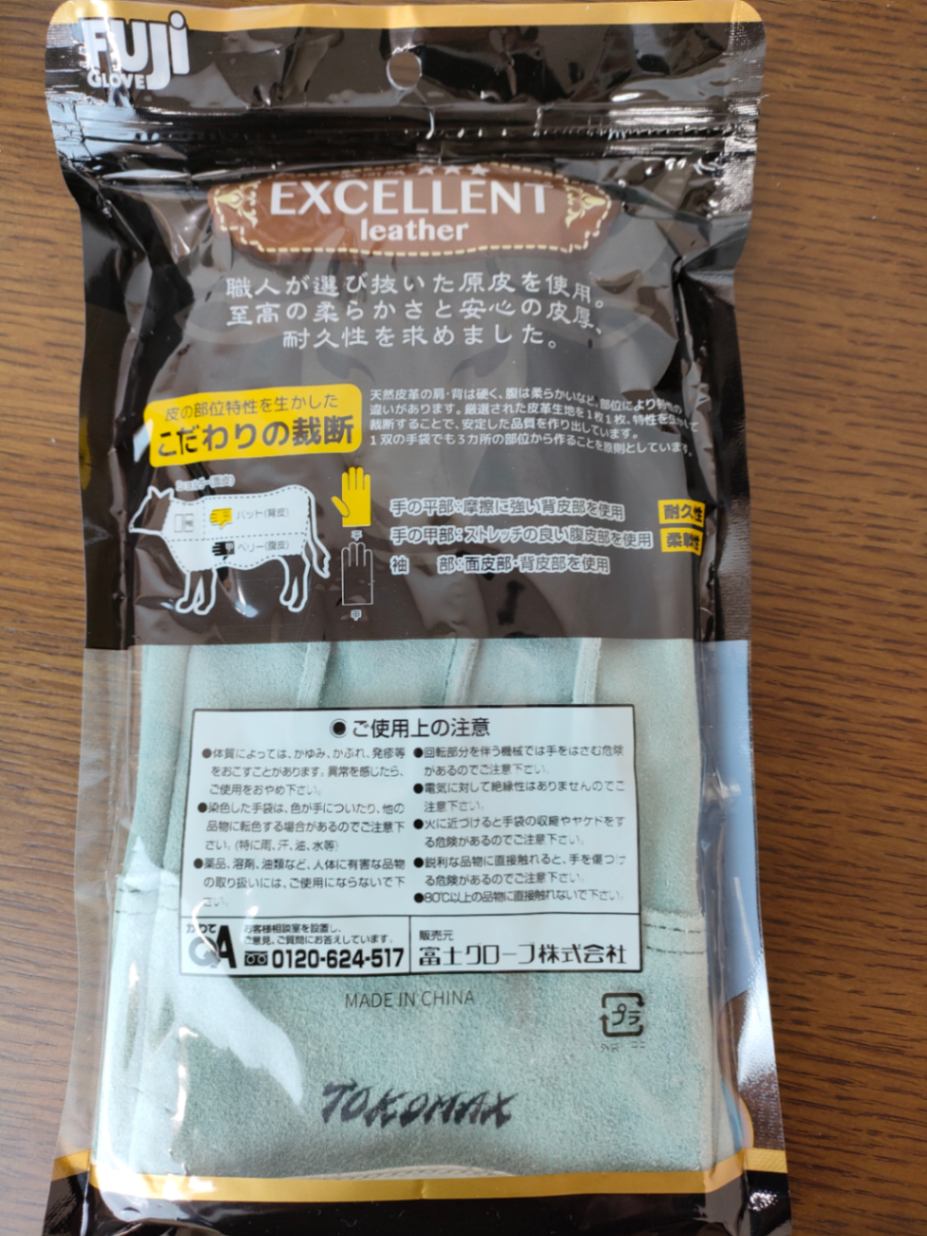 FUJI
GLOVE
★★★
EXCELLENT
leather
職人が選び抜いた原皮を使用。
至高の柔らかさと安心の皮厚、
耐久性を求めました。
皮の部位特性を生かした
こだわりの裁断
天然皮革の肩・背は硬く、腹は柔らかいなど、部位により
違いがあります。厳選された皮革生地を1枚1枚、特性を生かして
裁断することで、安定した品質を作り出しています。
1双の手袋でも3カ所の部位から作ることを原則としています。
バット(背皮)
ベリー(腹皮)
平
甲
手の平部:摩擦に強い背皮部を使用
耐久性
手の甲部:ストレッチの良い腹皮部を使用
柔軟性
袖 部:面皮部・背皮部を使用
●ご使用上の注意
●体質によっては、かゆみ、かぶれ、発疹等
をおこすことがあります。異常を感じたら、
ご使用をおやめ下さい。
●染色した手袋は、色が手についたり、他の
品物に転色する場合があるのでご注意下
さい。(特に雨、汗、油、水等)
●薬品、溶剤、油類など、人体に有害な品物
の取り扱いには、ご使用にならないで下
さい。
●回転部分を伴う機械では手をはさむ危険
があるのでご注意下さい。
●電気に対して絶縁性はありませんのでご
注意下さい。
●火に近づけると手袋の収縮やヤケドをす
る危険があるのでご注意下さい。
●鋭利な品物に直接触れると、手を傷つけ
る危険があるのでご注意下さい。
●80℃以上の品物に直接触れないで下さい。
QA
お客様相談室を設置し、
ご意見、ご質問にお答えしています。
0120-624-517
販売元
富士グローブ株式会社
MADE IN CHINA
プラ
TOKOMAX